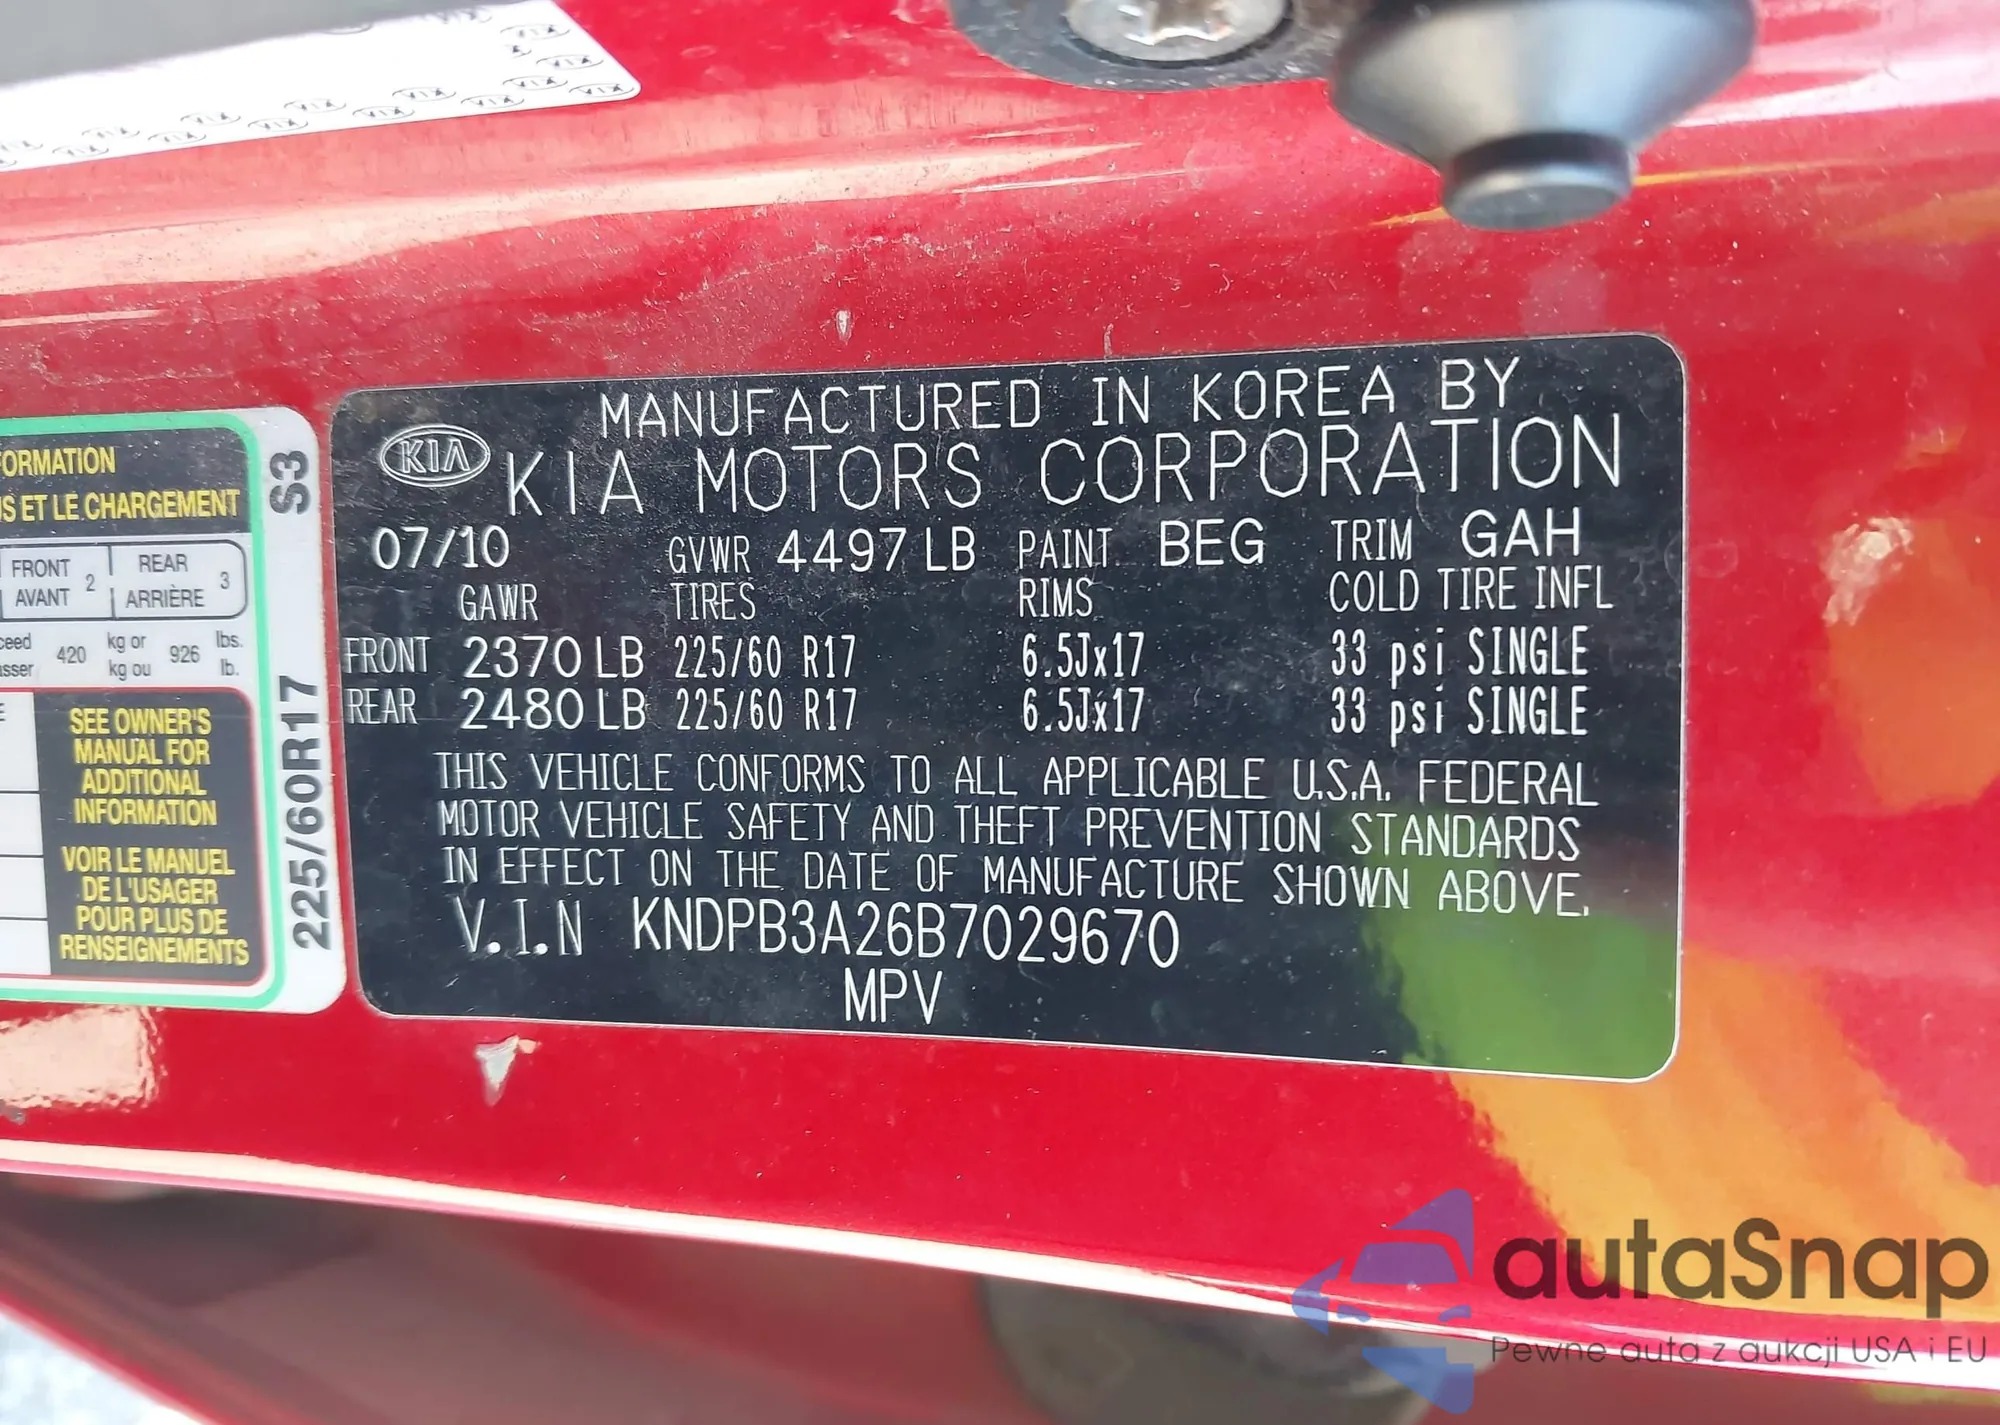 MANUFACTURED IN KOREA BY
KIA KIA MOTORS CORPORATION
07/10 GVWR 4497 LB PAINT BEG TRIM GAH
GAWR TIRES RIMS COLD TIRE INFL
FRONT 2370 LB 225/60 R17 6.5Jx17 33 psi SINGLE
REAR 2480 LB 225/60 R17 6.5Jx17 33 psi SINGLE
THIS VEHICLE CONFORMS TO ALL APPLICABLE U.S.A. FEDERAL
MOTOR VEHICLE SAFETY AND THEFT PREVENTION STANDARDS
IN EFFECT ON THE DATE OF MANUFACTURE SHOWN ABOVE.
V.I.N KNDPB3A26B7029670
MPV
ET LE CHARGEMENT
FRONT 2 REAR 3
AVANT ARRIÈRE
420 kg or 926 lbs.
kg ou lb.
SEE OWNER'S
MANUAL FOR
ADDITIONAL
INFORMATION
VOIR LE MANUEL
DE L'USAGER
POUR PLUS DE
RENSEIGNEMENTS
225/60R17 S3
autaSnap
Pewne auta z aukcji USA i EU